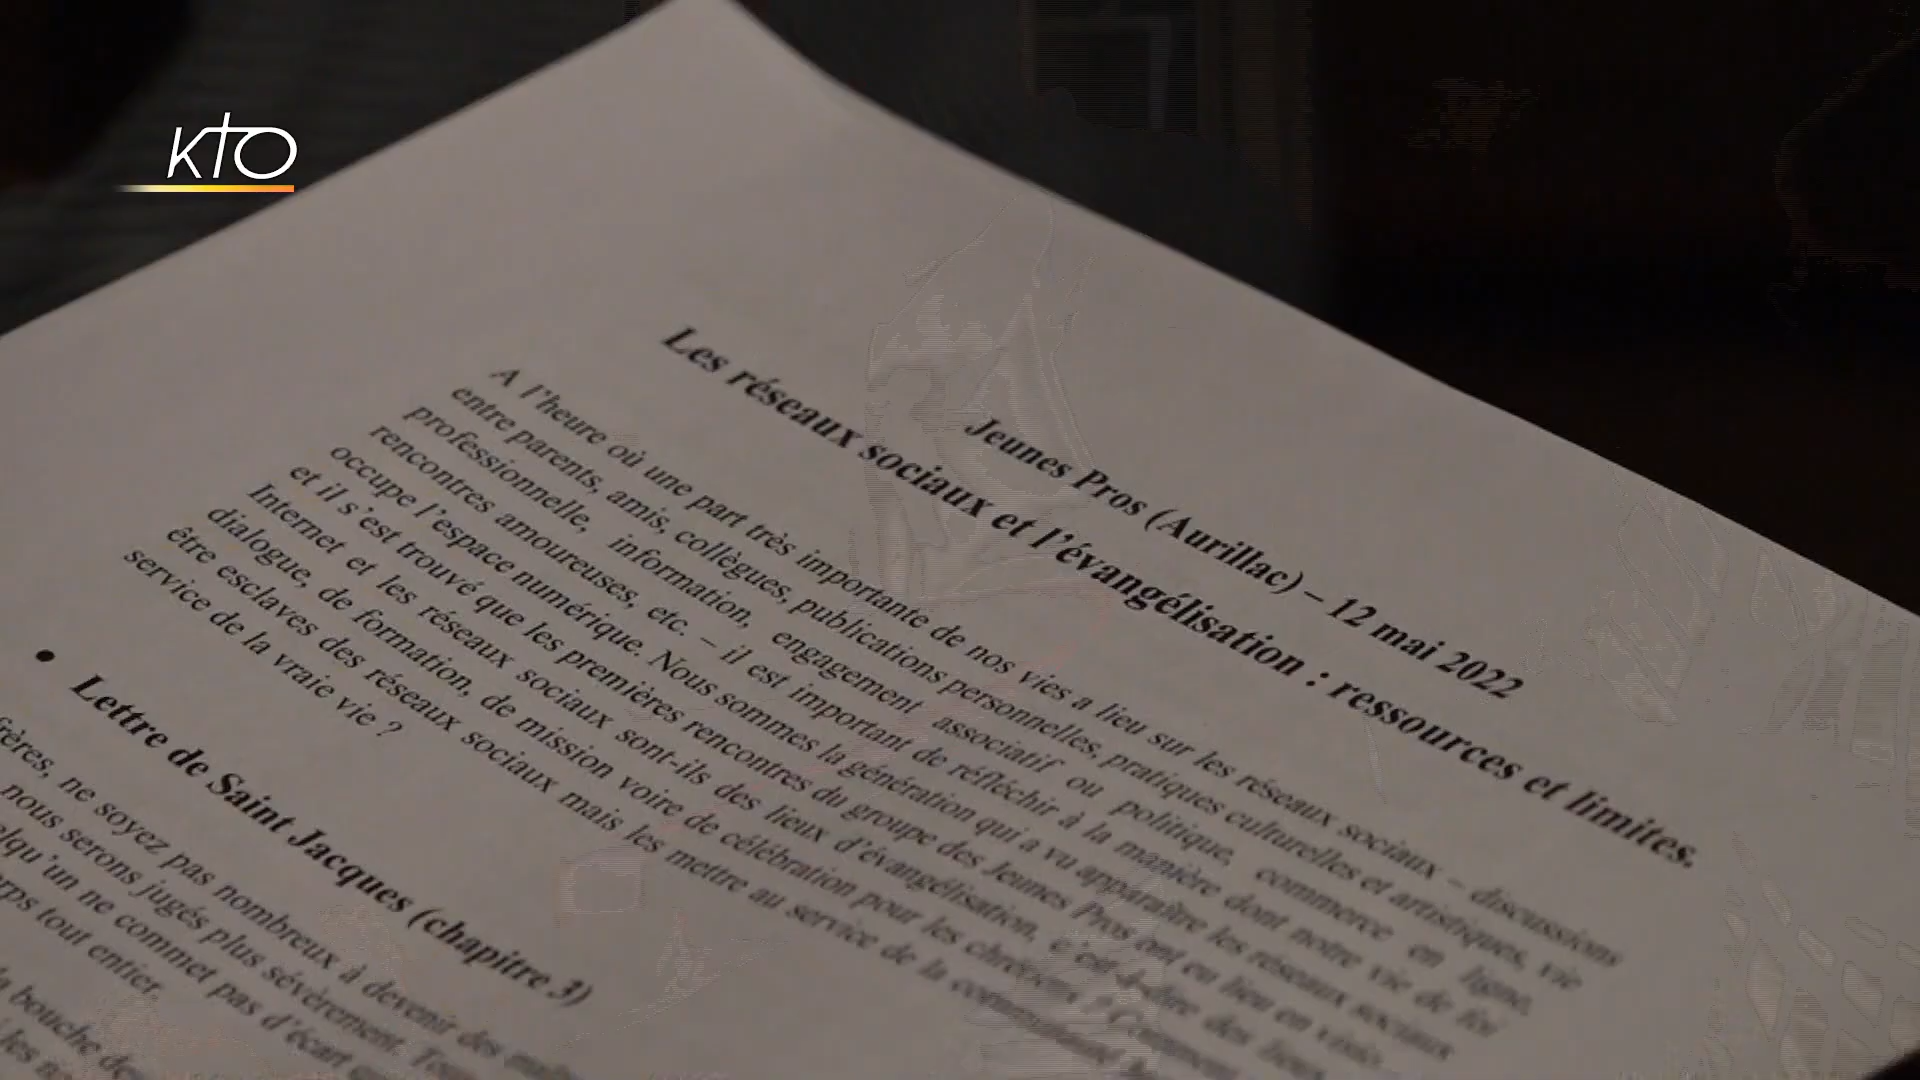 KTO
Jeunes Pros (Aurillac) – 12 mai 2022
Les réseaux sociaux et l'évangélisation : ressources et limites.
A l'heure où une part très importante de nos vies a lieu sur les réseaux sociaux – discussions
entre parents, amis, collègues, publications personnelles, pratiques culturelles et artistiques, vie
professionnelle, information, engagement associatif ou politique, commerce en ligne,
rencontres amoureuses, etc. – il est important de réfléchir à la manière dont notre vie de foi
occupe l'espace numérique. Nous sommes la génération qui a vu apparaître les réseaux sociaux
et il s'est trouvé que les premières rencontres du groupe des Jeunes Pros ont eu lieu en visio.
Internet et les réseaux sociaux sont-ils des lieux d'évangélisation, c'est-à-dire des lieux
dialogue, de formation, de mission voire de célébration pour les chrétiens ? Comment
être esclaves des réseaux sociaux mais les mettre au service de la communauté
service de la vraie vie ?
• Lettre de Saint Jacques (chapitre 3)
frères, ne soyez pas nombreux à devenir des
nous serons jugés plus sévèrement.
quelqu'un ne commet pas d'écart
tout entier.
la bouche
les